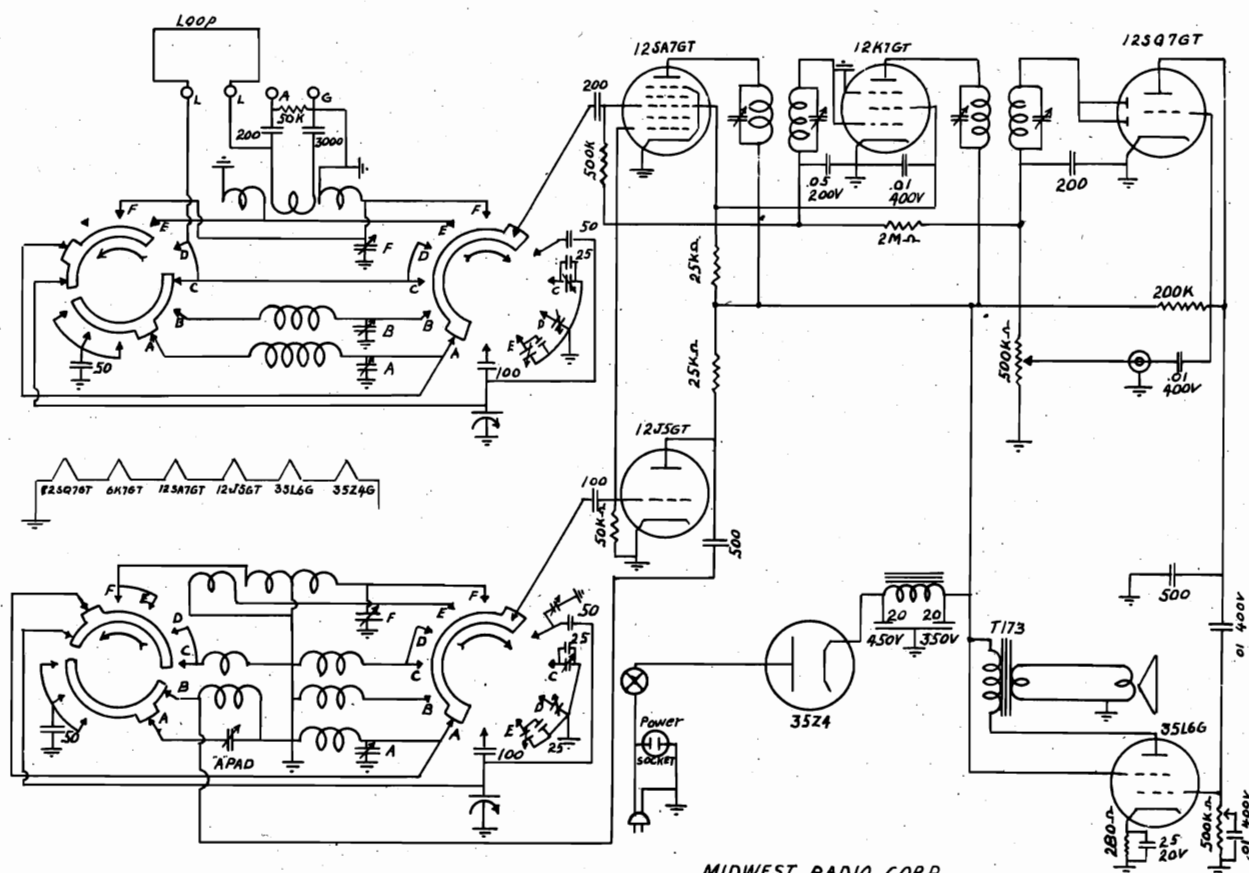 LOOP
L
L
A
G
50K
200
3000
F
E
D
C
B
A
50
F
B
A
F
E
D
C
B
A
50
25
C
D
E
100
200
500K
12SA7GT
12K7GT
12SQ7GT
.05
200V
.01
400V
200
2MΩ
25KΩ
200K
25KΩ
500KΩ
.01
400V
12SQ7GT
6K7GT
12SA7GT
12J5GT
35L6G
35Z4G
12J5GT
100
50KΩ
500
F
E
D
C
B
A
50
"A"PAD
F
A
E
D
C
B
A
50
25
C
D
E
25
100
Power
SOCKET
35Z4
20
20
450V
350V
T173
500
.01 400V
35L6G
280Ω
25
20V
500KΩ
.01 400V
MIDWEST RADIO CORP